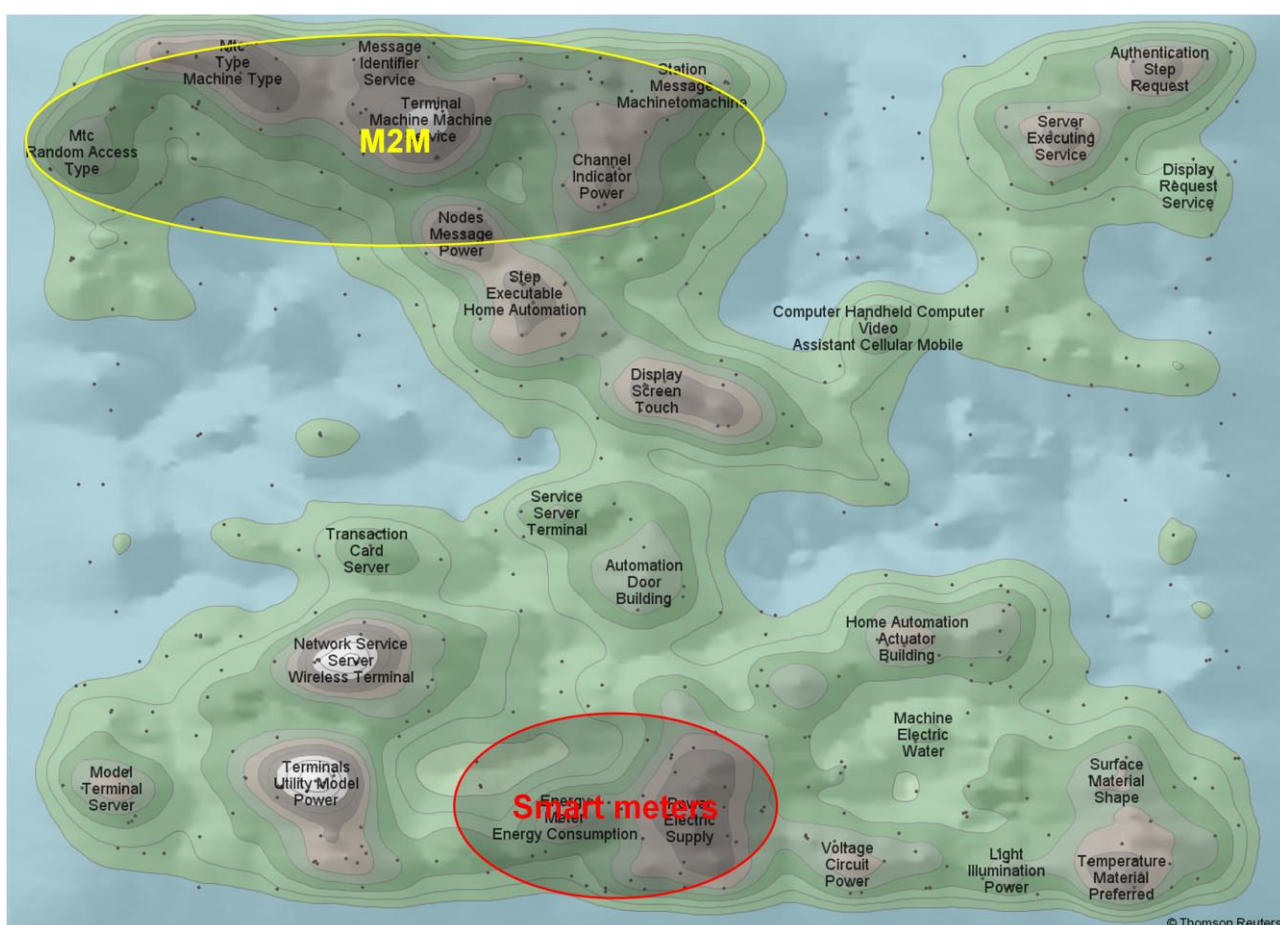 Mtc
Type
Machine Type
Message
Identifier
Service
Station
Message
Machinetomachine
Authentication
Step
Request
Terminal
Machine Machine
M2M
Mtc
Random Access
Type
Channel
Indicator
Power
Server
Executing
Service
Display
Request
Service
Nodes
Message
Power
Step
Executable
Home Automation
Computer Handheld Computer
Video
Assistant Cellular Mobile
Display
Screen
Touch
Service
Server
Terminal
Transaction
Card
Server
Automation
Door
Building
Home Automation
Actuator
Building
Network Service
Server
Wireless Terminal
Machine
Electric
Water
Model
Terminal
Server
Terminals
Utility Model
Power
Surface
Material
Shape
Smart meters
Energy
Meter
Energy Consumption
Power
Electric
Supply
Voltage
Circuit
Power
Light
Illumination
Power
Temperature
Material
Preferred
© Thomson Reuters